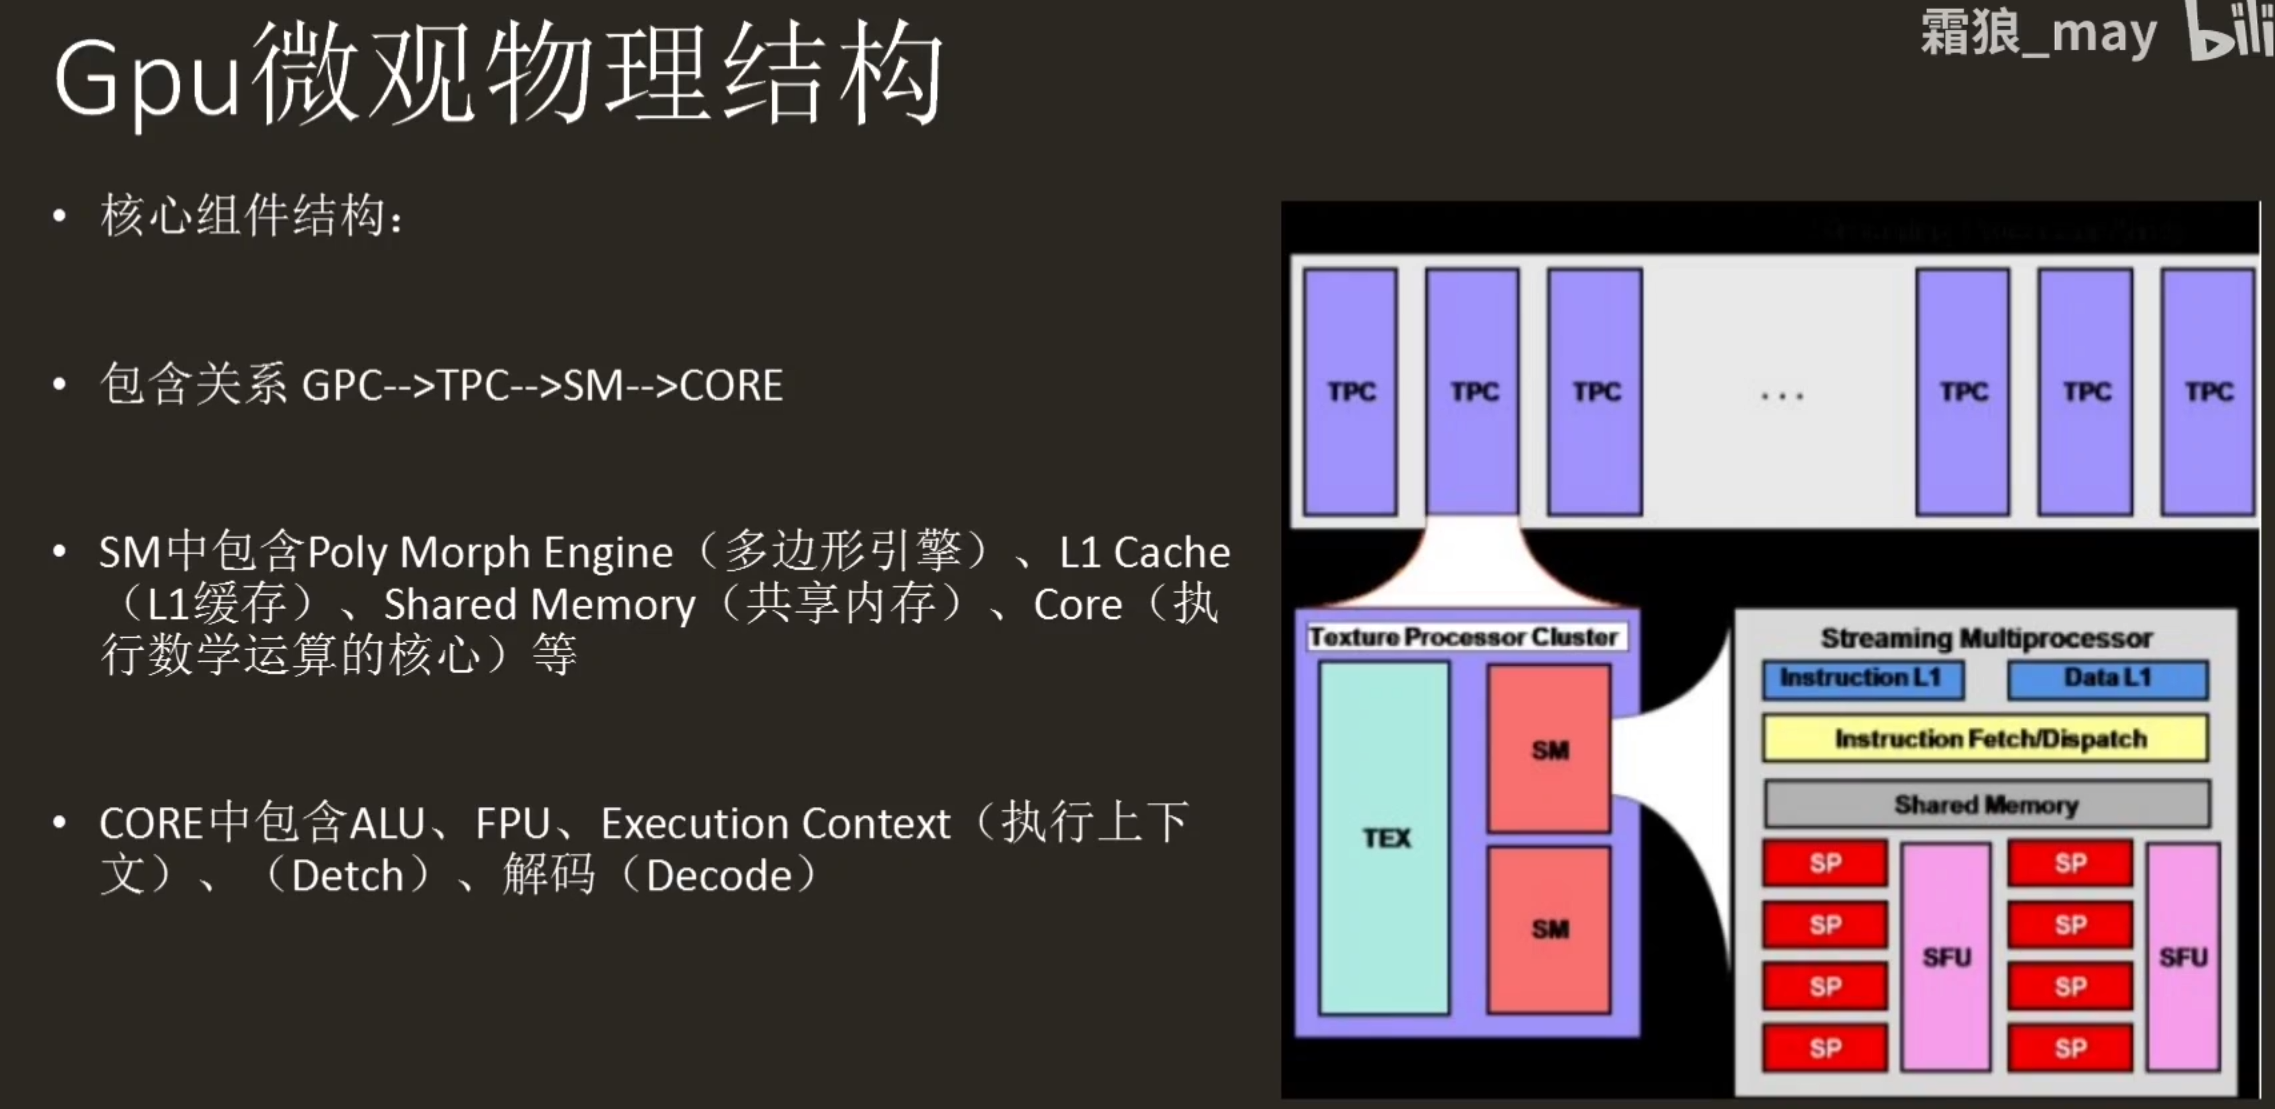 Gpu微观物理结构
霜狼_may bili
• 核心组件结构：
• 包含关系 GPC-->TPC-->SM-->CORE
• SM中包含Poly Morph Engine（多边形引擎）、L1 Cache
（L1缓存）、Shared Memory（共享内存）、Core（执
行数学运算的核心）等
• CORE中包含ALU、FPU、Execution Context（执行上下
文）、（Detch）、解码（Decode）
TPC TPC TPC ... TPC TPC TPC
Texture Processor Cluster
TEX
SM
SM
Streaming Multiprocessor
Instruction L1 Data L1
Instruction Fetch/Dispatch
Shared Memory
SP SP
SP SP
SFU SFU
SP SP
SP SP